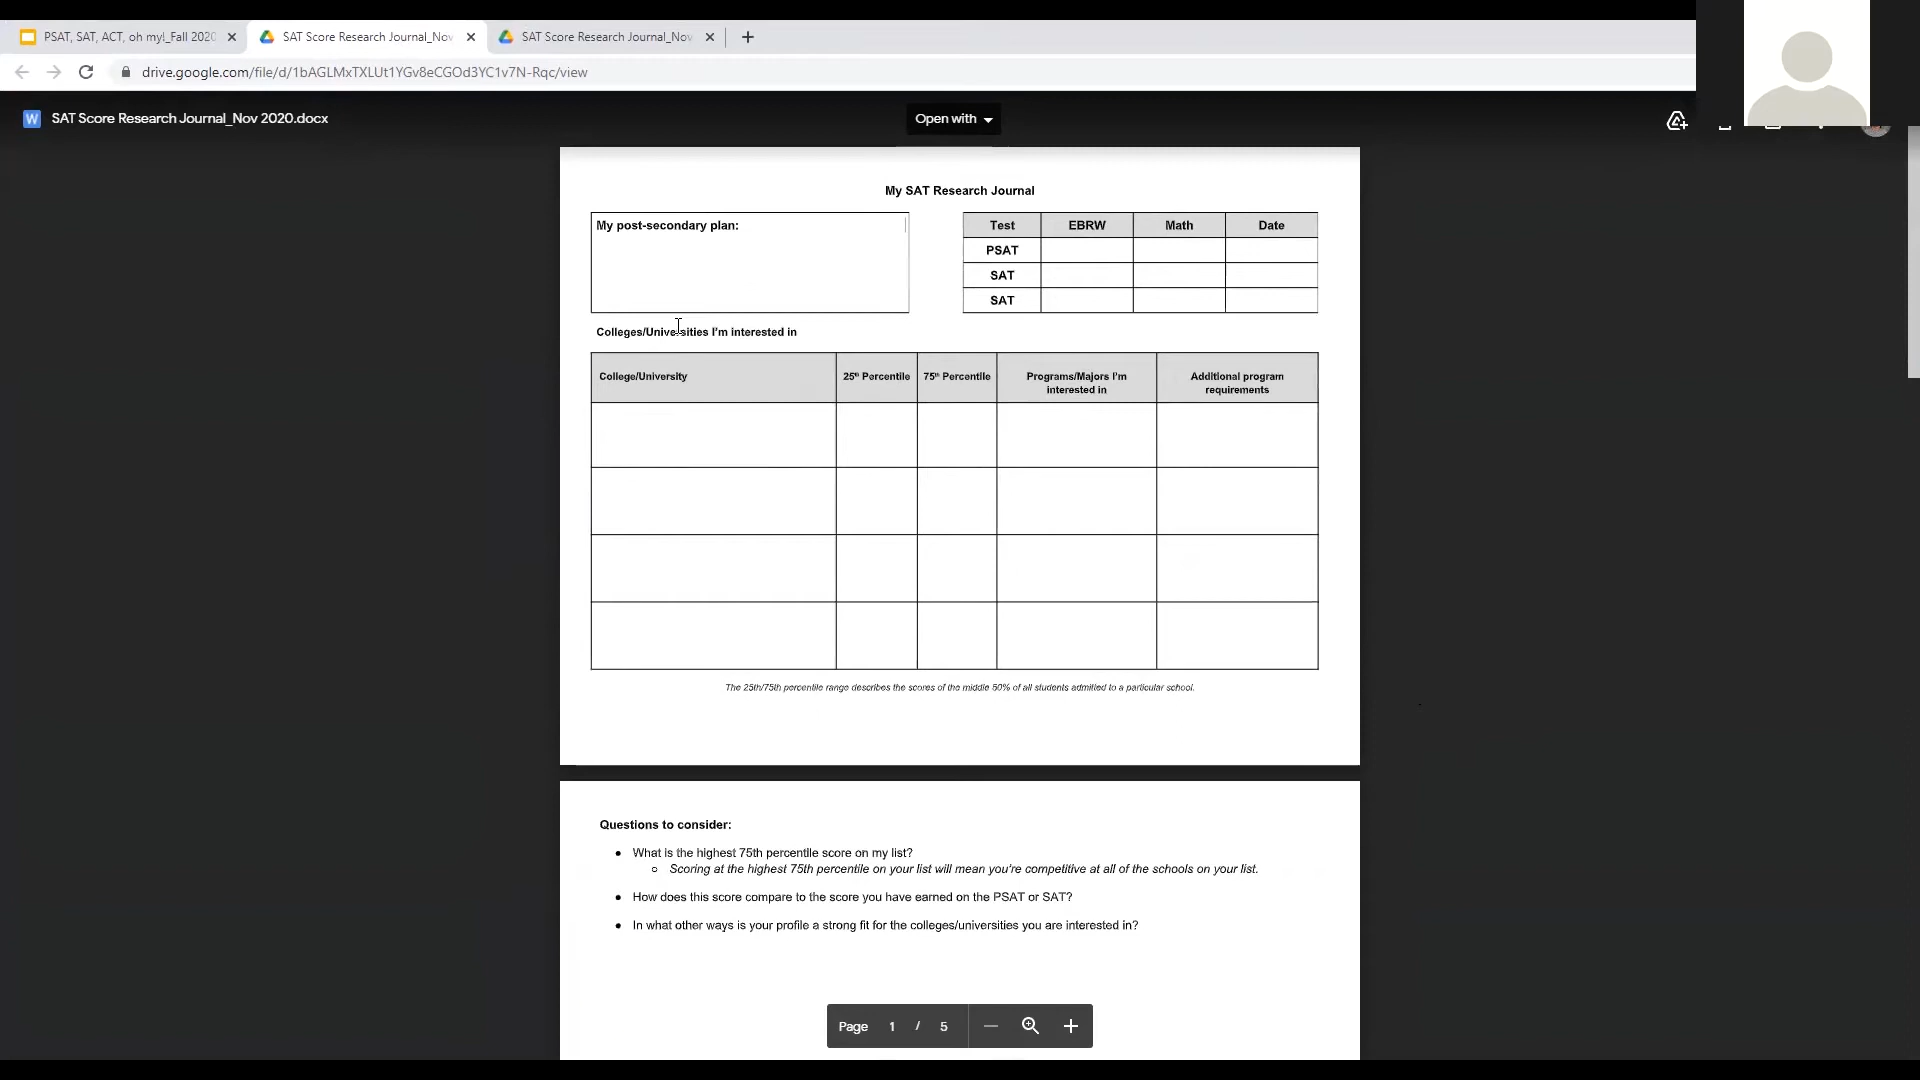 PSAT, SAT, ACT, oh my!_Fall 2020
SAT Score Research Journal_Nov
SAT Score Research Journal_Nov
drive.google.com/file/d/1bAGLMxTXLUt1YGv8eCGOd3YC1v7N-Rqc/view
W SAT Score Research Journal_Nov 2020.docx
Open with
My SAT Research Journal
My post-secondary plan:
Test EBRW Math Date
PSAT
SAT
SAT
Colleges/Universities I'm interested in
College/University 25th Percentile 75th Percentile Programs/Majors I'm interested in Additional program requirements
The 25th/75th percentile range describes the scores of the middle 50% of all students admitted to a particular school.
Questions to consider:
• What is the highest 75th percentile score on my list?
○ Scoring at the highest 75th percentile on your list will mean you're competitive at all of the schools on your list.
• How does this score compare to the score you have earned on the PSAT or SAT?
• In what other ways is your profile a strong fit for the colleges/universities you are interested in?
Page 1 / 5